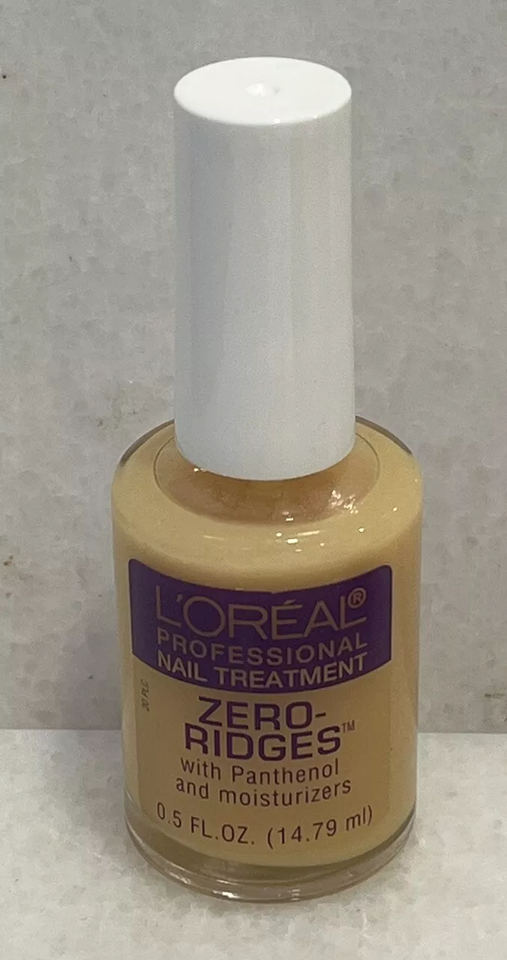 L'ORÉAL®
PROFESSIONAL
NAIL TREATMENT
ZERO-
RIDGES™
with Panthenol
and moisturizers
0.5 FL.OZ. (14.79 ml)